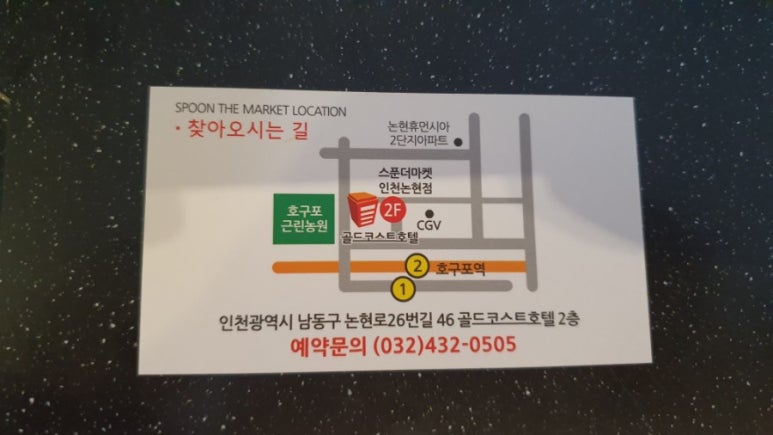 SPOON THE MARKET LOCATION
· 찾아오시는 길
논현휴먼시아
2단지아파트
스푼더마켓
인천논현점
호구포
근린농원
2F
CGV
골드코스트호텔
2
호구포역
1
인천광역시 남동구 논현로26번길 46 골드코스트호텔 2층
예약문의 (032)432-0505